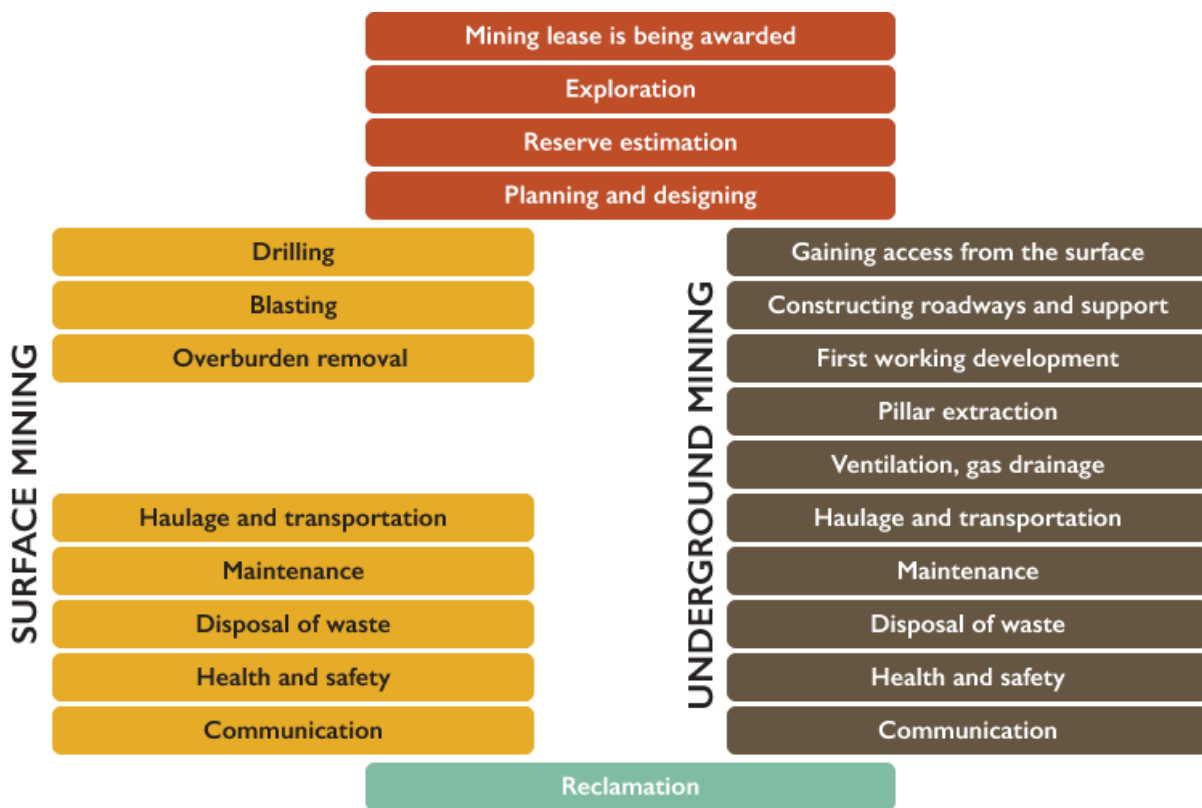 Mining lease is being awarded
Exploration
Reserve estimation
Planning and designing
SURFACE MINING
Drilling
Blasting
Overburden removal
Haulage and transportation
Maintenance
Disposal of waste
Health and safety
Communication
UNDERGROUND MINING
Gaining access from the surface
Constructing roadways and support
First working development
Pillar extraction
Ventilation, gas drainage
Haulage and transportation
Maintenance
Disposal of waste
Health and safety
Communication
Reclamation